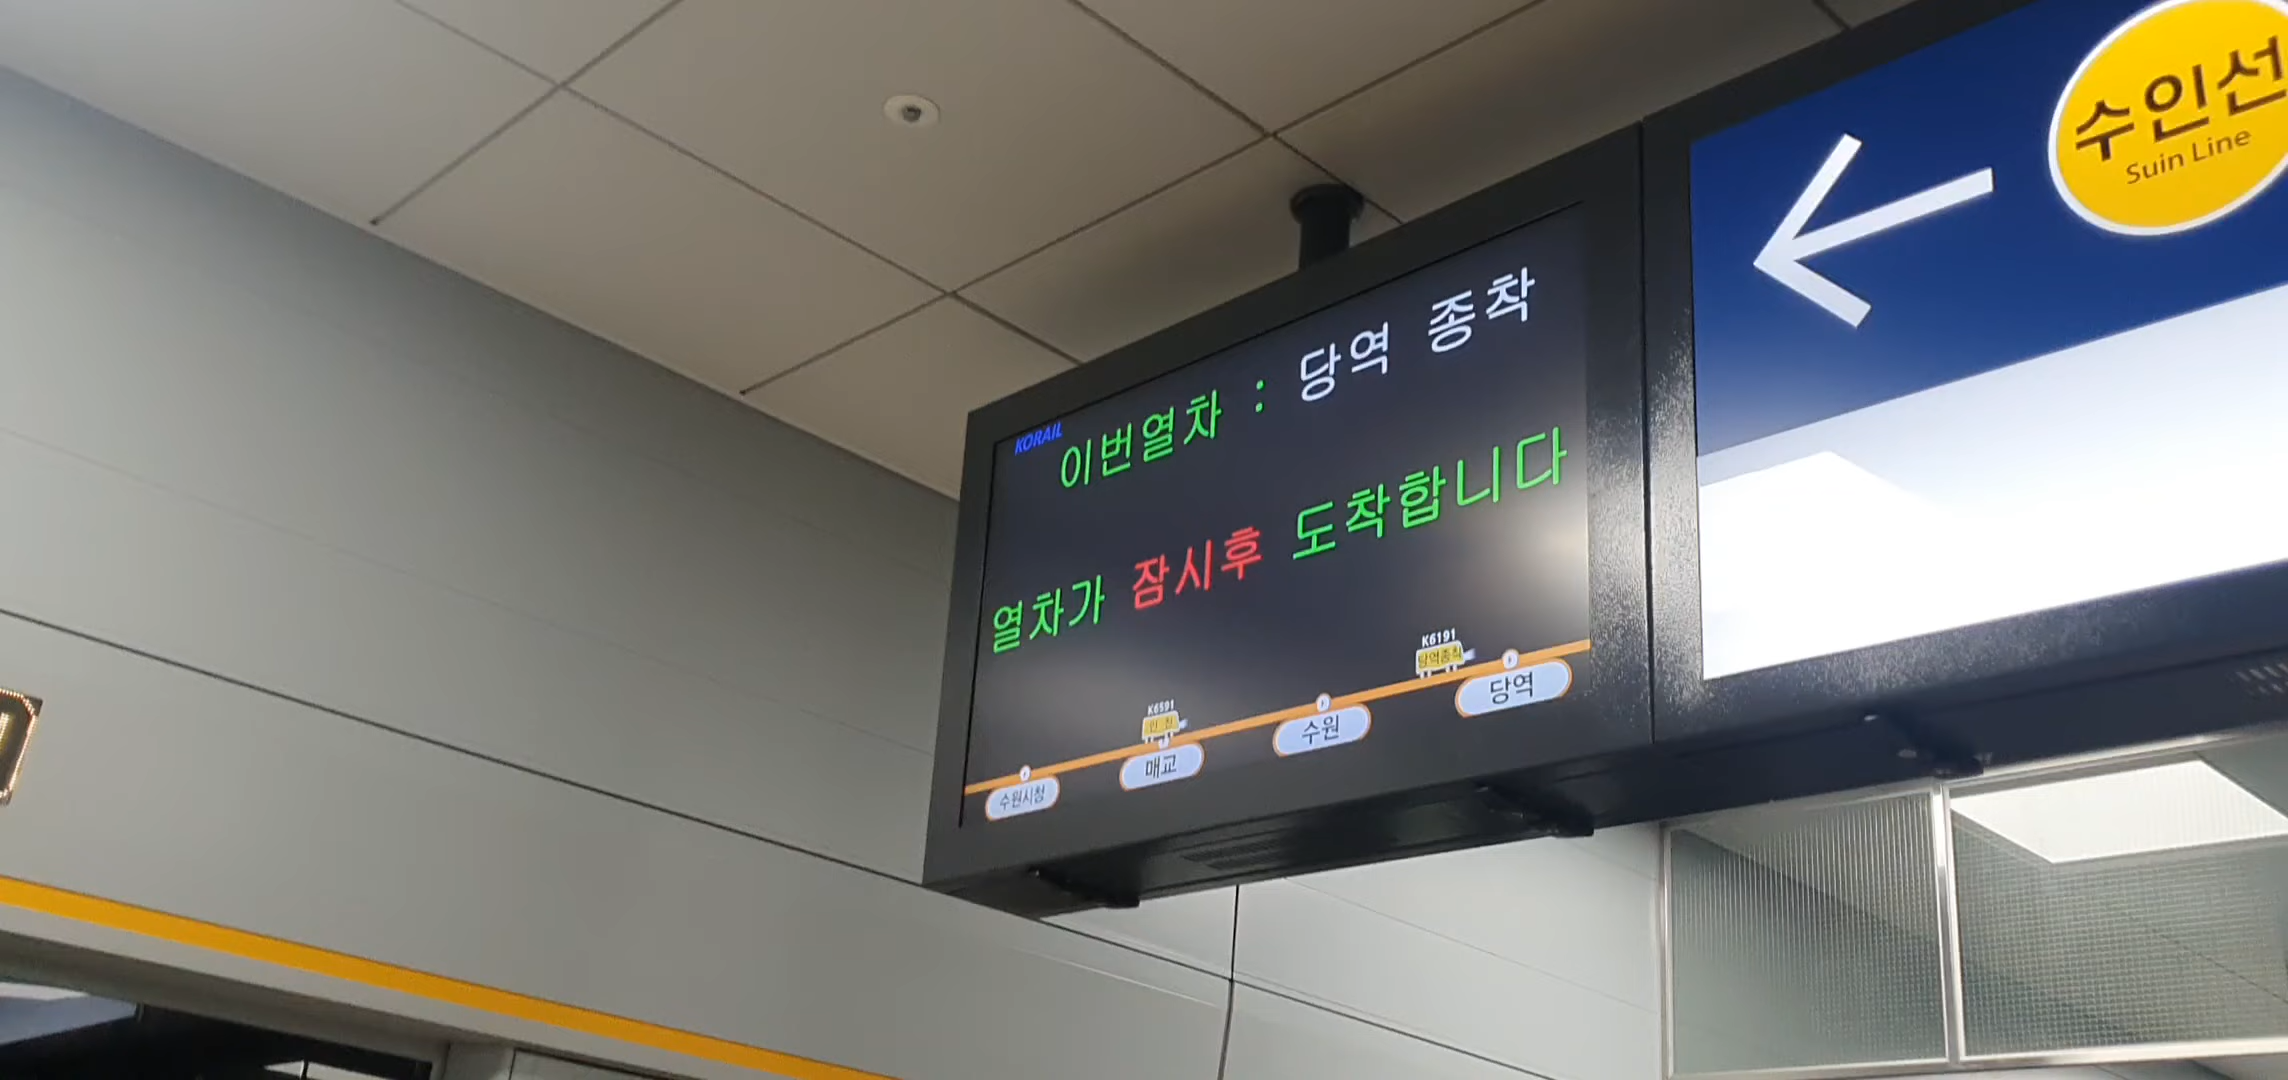 KORAIL
이번열차 : 당역 종착
열차가 잠시후 도착합니다
K6591
인 천
K6191
당역종착
수원시청
매교
수원
당역
수인선
Suin Line